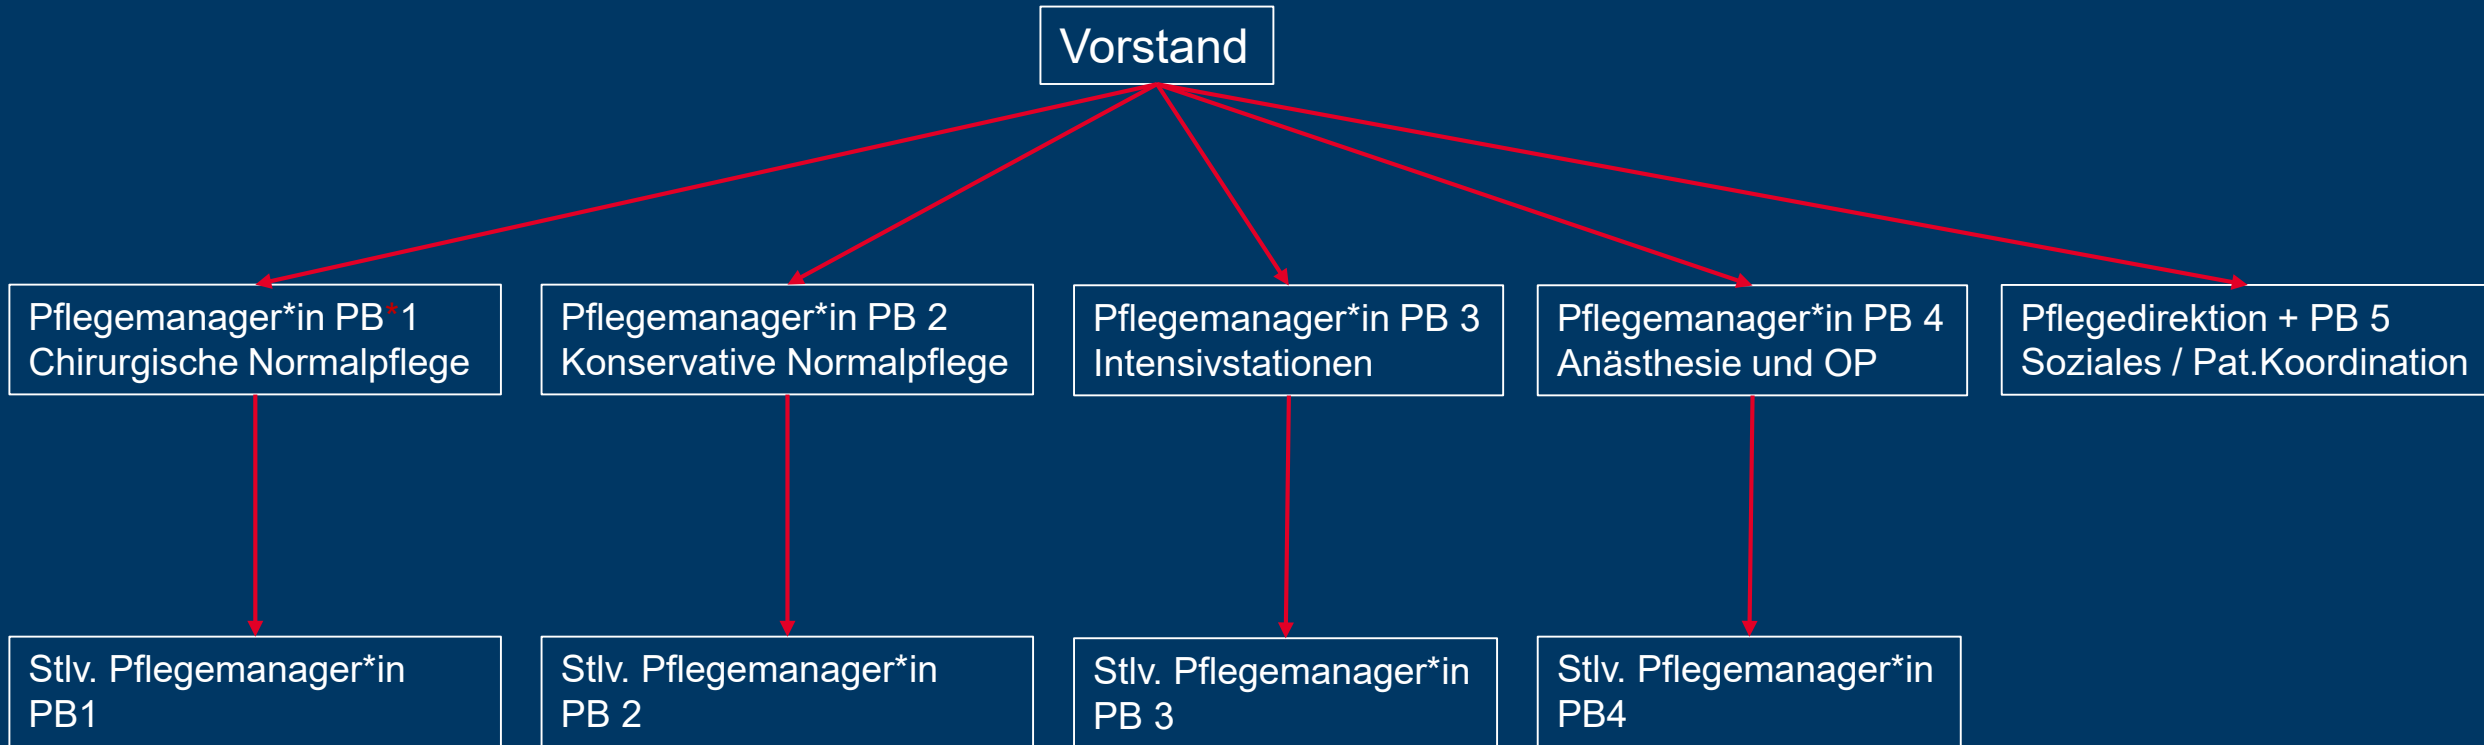 Vorstand
Pflegemanager*in PB*1
Chirurgische Normalpflege
Pflegemanager*in PB 2
Konservative Normalpflege
Pflegemanager*in PB 3
Intensivstationen
Pflegemanager*in PB 4
Anästhesie und OP
Pflegedirektion + PB 5
Soziales / Pat.Koordination
Stlv. Pflegemanager*in
PB1
Stlv. Pflegemanager*in
PB 2
Stlv. Pflegemanager*in
PB 3
Stlv. Pflegemanager*in
PB4